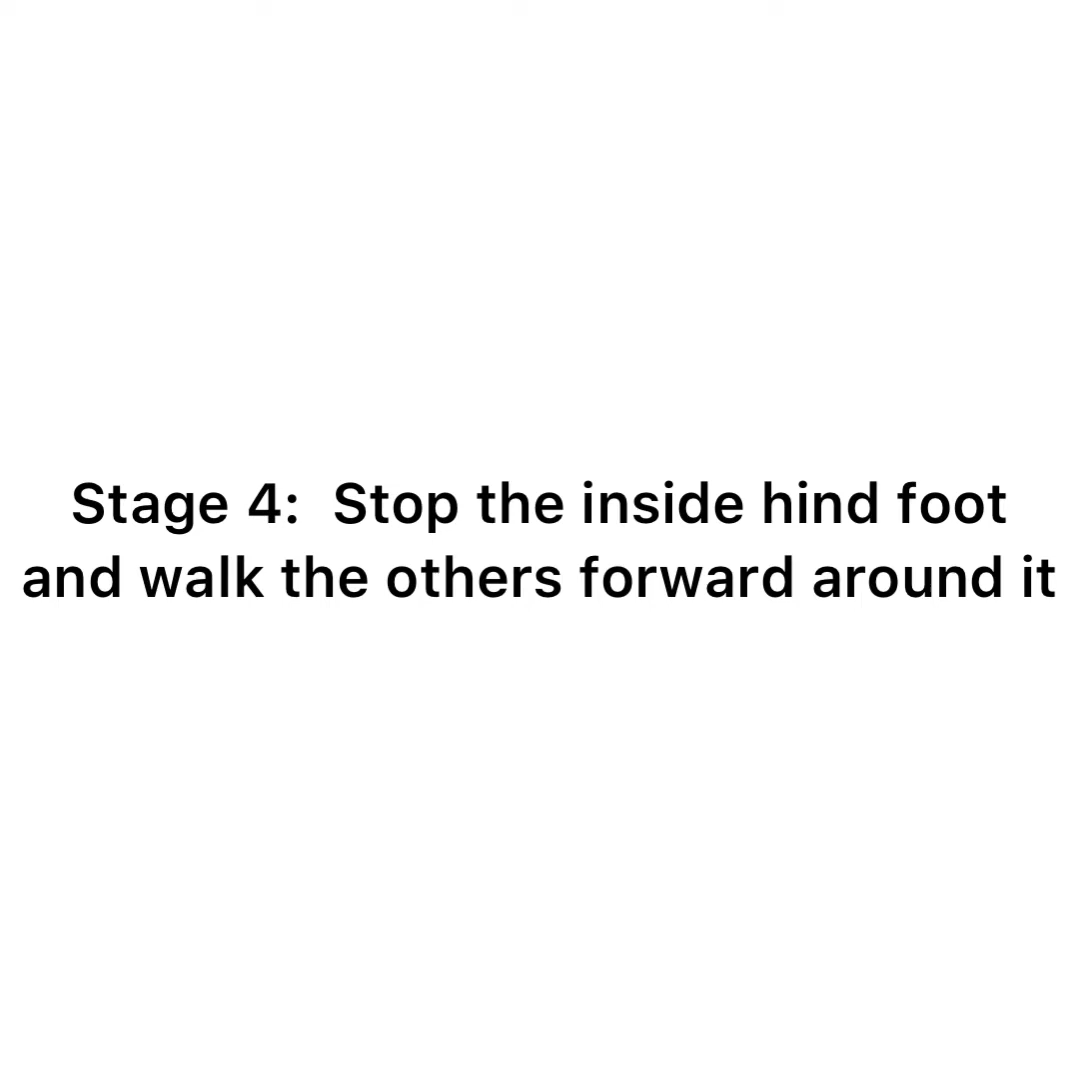 Stage 4:  Stop the inside hind foot
and walk the others forward around it